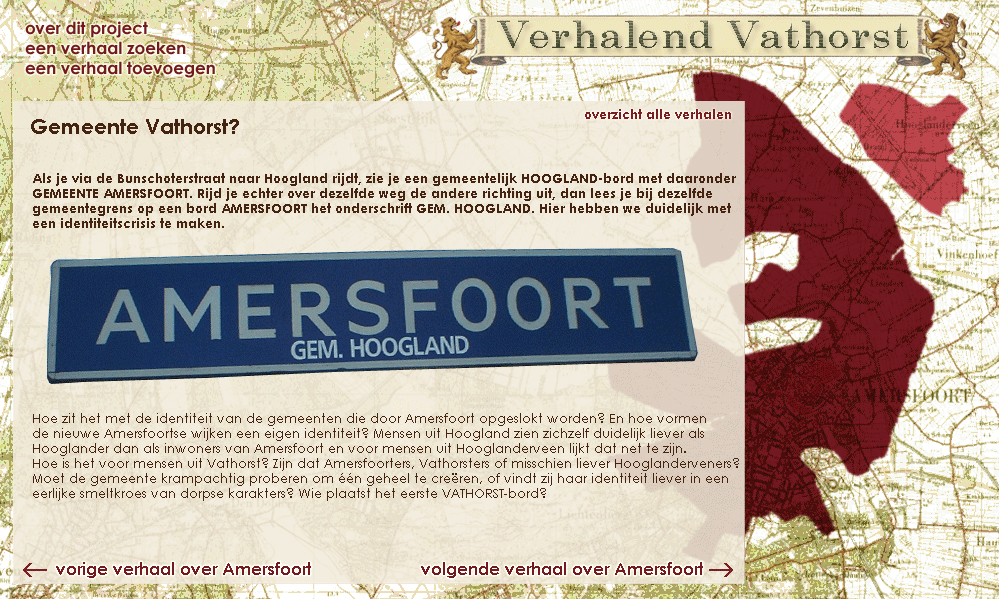 over dit project
een verhaal zoeken
een verhaal toevoegen
Verhalend Vathorst
overzicht alle verhalen
Gemeente Vathorst?
Als je via de Bunschoterstraat naar Hoogland rijdt, zie je een gemeentelijk HOOGLAND-bord met daaronder
GEMEENTE AMERSFOORT. Rijd je echter over dezelfde weg de andere richting uit, dan lees je bij dezelfde
gemeentegrens op een bord AMERSFOORT het onderschrift GEM. HOOGLAND. Hier hebben we duidelijk met
een identiteitscrisis te maken.
AMERSFOORT
GEM. HOOGLAND
Hoe zit het met de identiteit van de gemeenten die door Amersfoort opgeslokt worden? En hoe vormen
de nieuwe Amersfoortse wijken een eigen identiteit? Mensen uit Hoogland zien zichzelf duidelijk liever als
Hooglander dan als inwoners van Amersfoort en voor mensen uit Hooglanderveen lijkt dat net te zijn.
Hoe is het voor mensen uit Vathorst? Zijn dat Amersfoorters, Vathorsters of misschien liever Hooglanderveners?
Moet de gemeente krampachtig proberen om één geheel te creëren, of vindt zij haar identiteit liever in een
eerlijke smeltkroes van dorpse karakters? Wie plaatst het eerste VATHORST-bord?
← vorige verhaal over Amersfoort
volgende verhaal over Amersfoort →
Zevenhuizen
Hooglanderveen
Vinkenhoef
AMERSFOORT